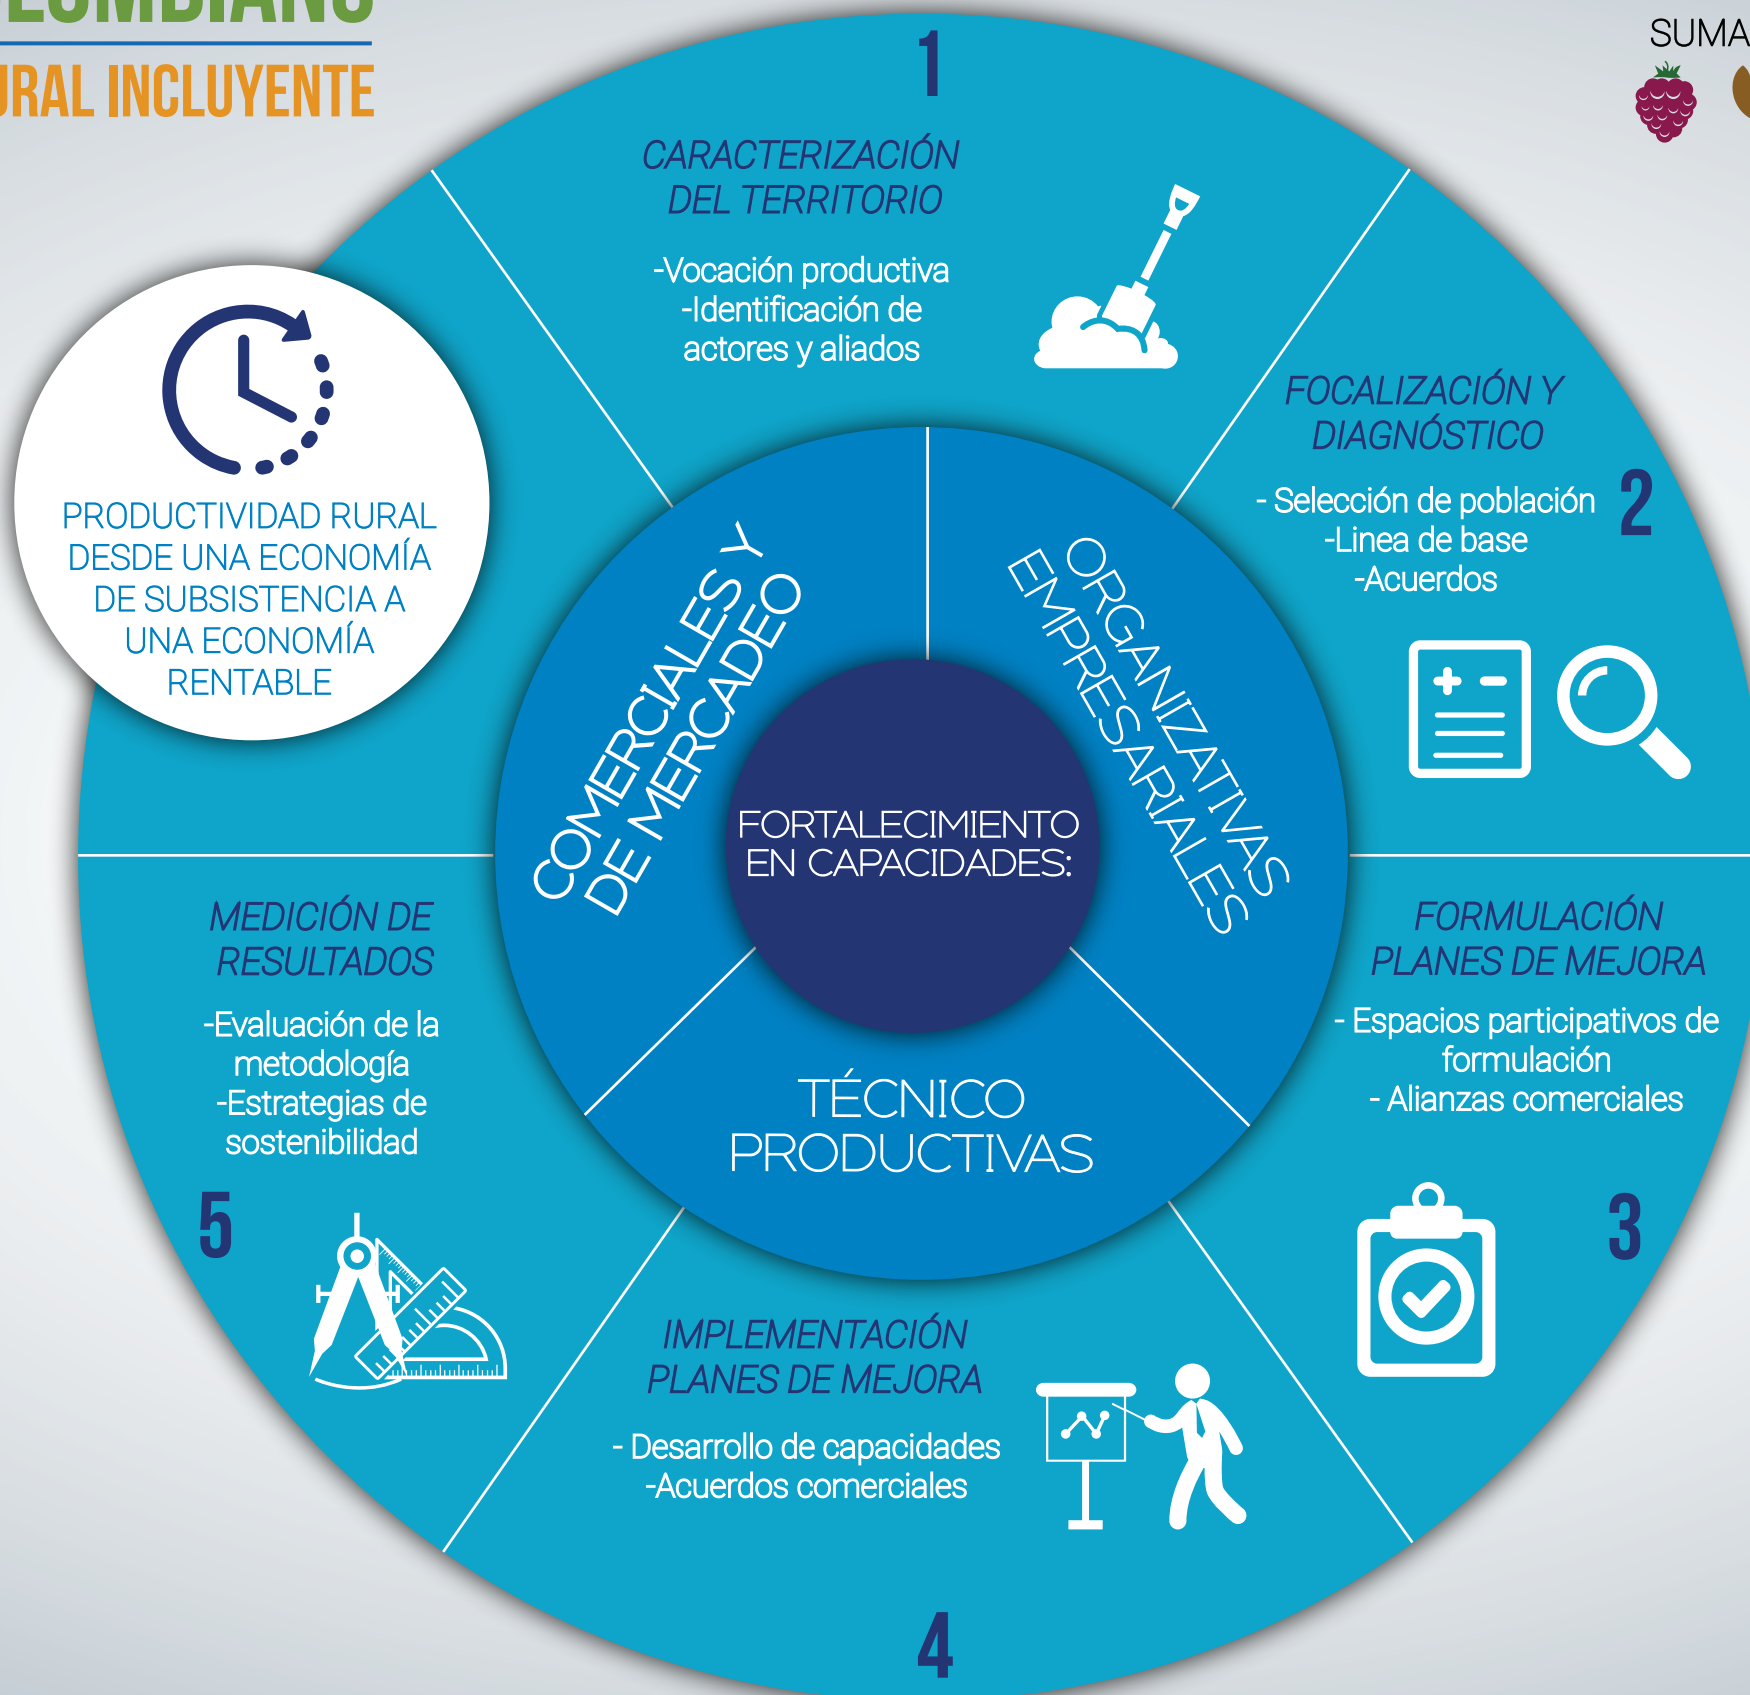 RURAL INCLUYENTE
SUMA
1
CARACTERIZACIÓN
DEL TERRITORIO
-Vocación productiva
-Identificación de
actores y aliados
FOCALIZACIÓN Y
DIAGNÓSTICO
2
- Selección de población
-Linea de base
-Acuerdos
FORMULACIÓN
PLANES DE MEJORA
- Espacios participativos de
formulación
- Alianzas comerciales
3
IMPLEMENTACIÓN
PLANES DE MEJORA
- Desarrollo de capacidades
-Acuerdos comerciales
4
MEDICIÓN DE
RESULTADOS
-Evaluación de la
metodología
-Estrategias de
sostenibilidad
5
PRODUCTIVIDAD RURAL
DESDE UNA ECONOMÍA
DE SUBSISTENCIA A
UNA ECONOMÍA
RENTABLE
FORTALECIMIENTO
EN CAPACIDADES:
COMERCIALES Y
DE MERCADEO
ORGANIZATIVAS
EMPRESARIALES
TÉCNICO
PRODUCTIVAS